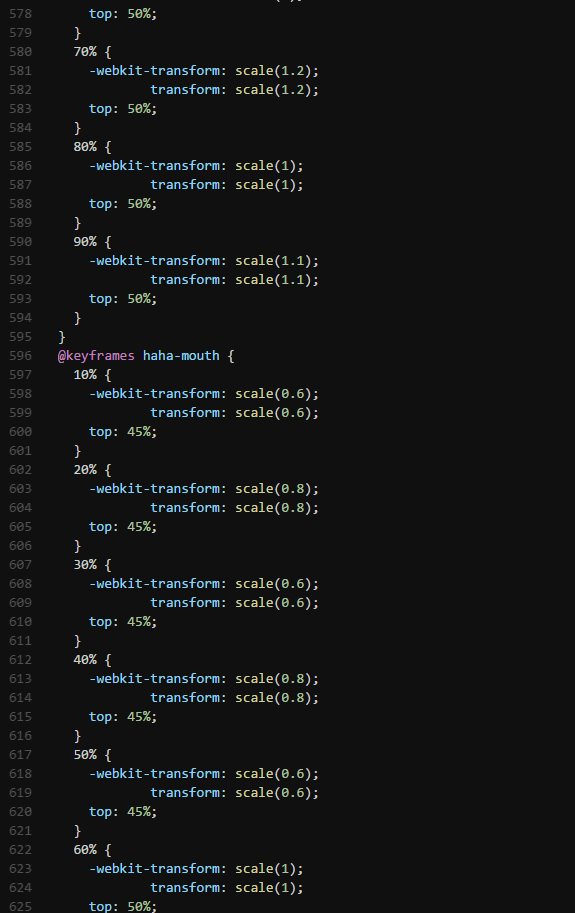 578 top: 50%;
579 }
580 70% {
581 -webkit-transform: scale(1.2);
582 transform: scale(1.2);
583 top: 50%;
584 }
585 80% {
586 -webkit-transform: scale(1);
587 transform: scale(1);
588 top: 50%;
589 }
590 90% {
591 -webkit-transform: scale(1.1);
592 transform: scale(1.1);
593 top: 50%;
594 }
595 }
596 @keyframes haha-mouth {
597 10% {
598 -webkit-transform: scale(0.6);
599 transform: scale(0.6);
600 top: 45%;
601 }
602 20% {
603 -webkit-transform: scale(0.8);
604 transform: scale(0.8);
605 top: 45%;
606 }
607 30% {
608 -webkit-transform: scale(0.6);
609 transform: scale(0.6);
610 top: 45%;
611 }
612 40% {
613 -webkit-transform: scale(0.8);
614 transform: scale(0.8);
615 top: 45%;
616 }
617 50% {
618 -webkit-transform: scale(0.6);
619 transform: scale(0.6);
620 top: 45%;
621 }
622 60% {
623 -webkit-transform: scale(1);
624 transform: scale(1);
625 top: 50%;